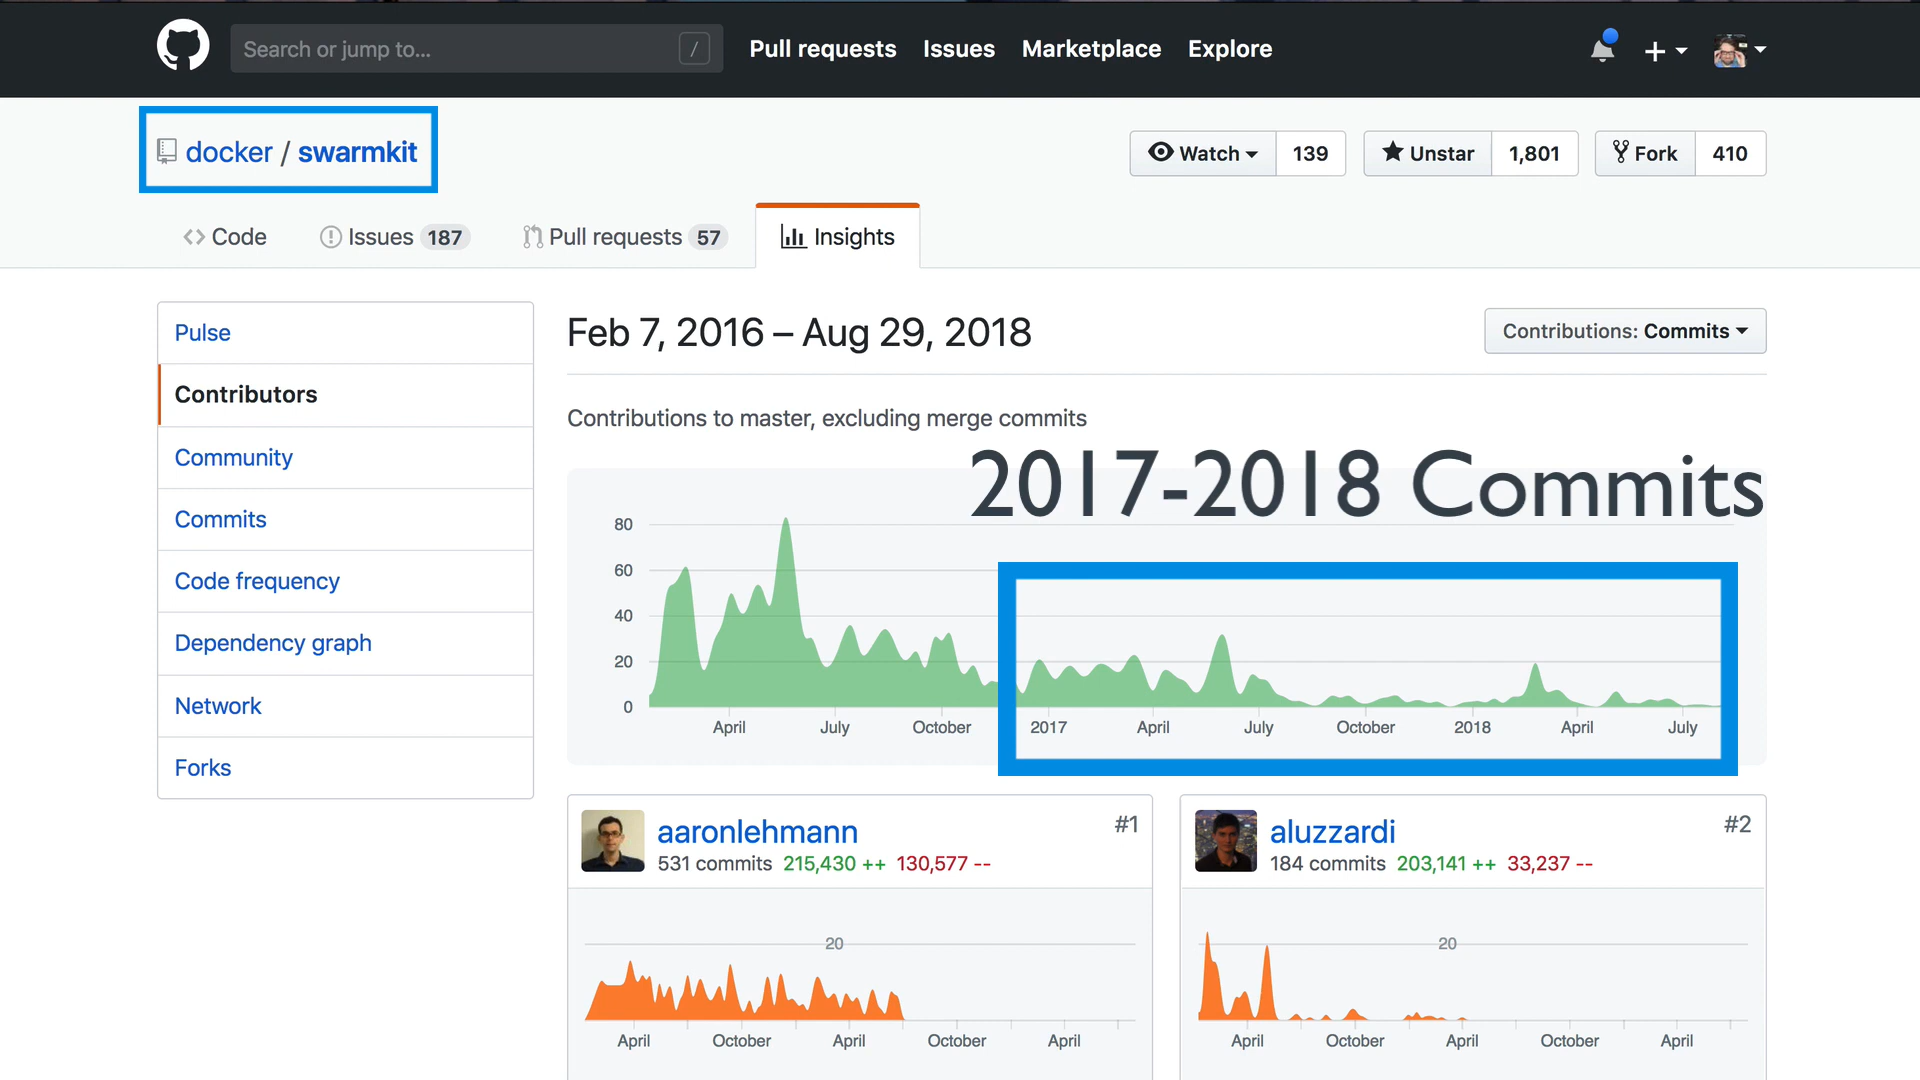 Search or jump to... / Pull requests Issues Marketplace Explore
docker / swarmkit
Watch 139 Unstar 1,801 Fork 410
Code Issues 187 Pull requests 57 Insights
Pulse
Contributors
Community
Commits
Code frequency
Dependency graph
Network
Forks
Feb 7, 2016 – Aug 29, 2018
Contributions: Commits
Contributions to master, excluding merge commits
2017-2018 Commits
80
60
40
20
0
April July October 2017 April July October 2018 April July
aaronlehmann #1
531 commits 215,430 ++ 130,577 --
20
April October April October April
aluzzardi #2
184 commits 203,141 ++ 33,237 --
20
April October April October April